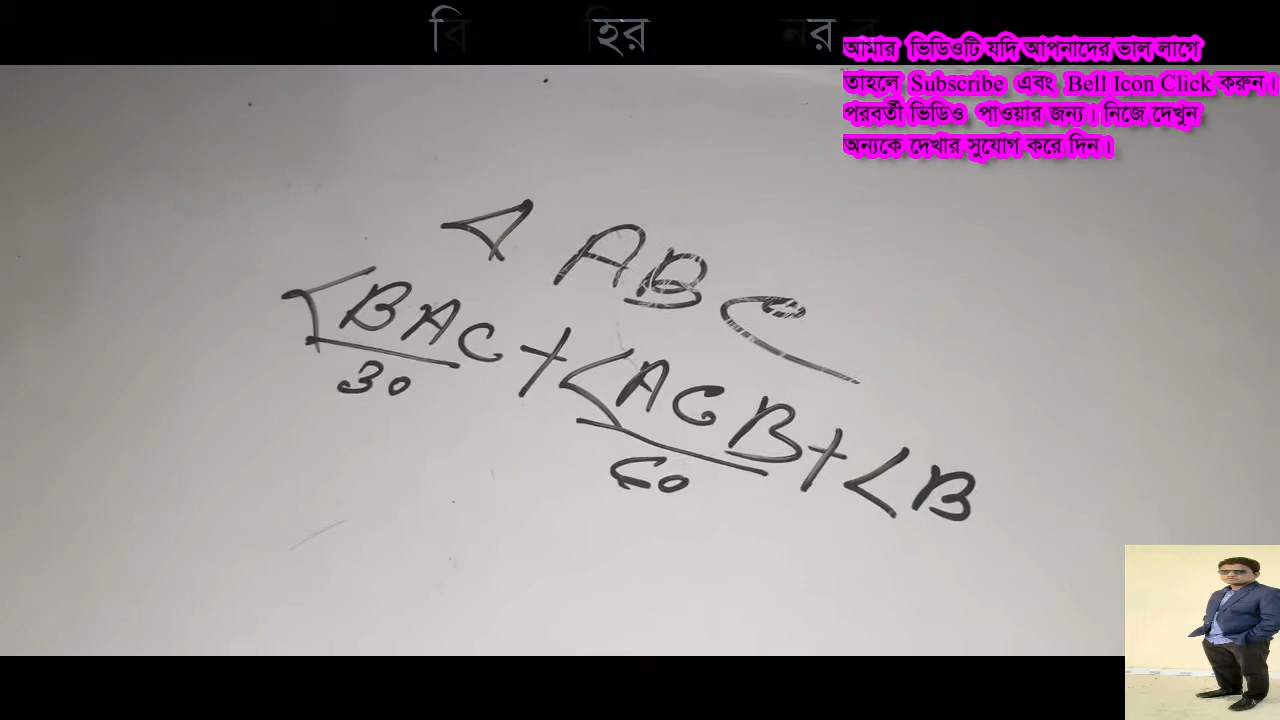 আমার ভিডিওটি যদি আপনাদের ভাল লাগে
তাহলে Subscribe এবং Bell Icon Click করুন।
পরবর্তী ভিডিও পাওয়ার জন্য। নিজে দেখুন
অন্যকে দেখার সুযোগ করে দিন।
< ABC
<BAC + <ACB + <B
30